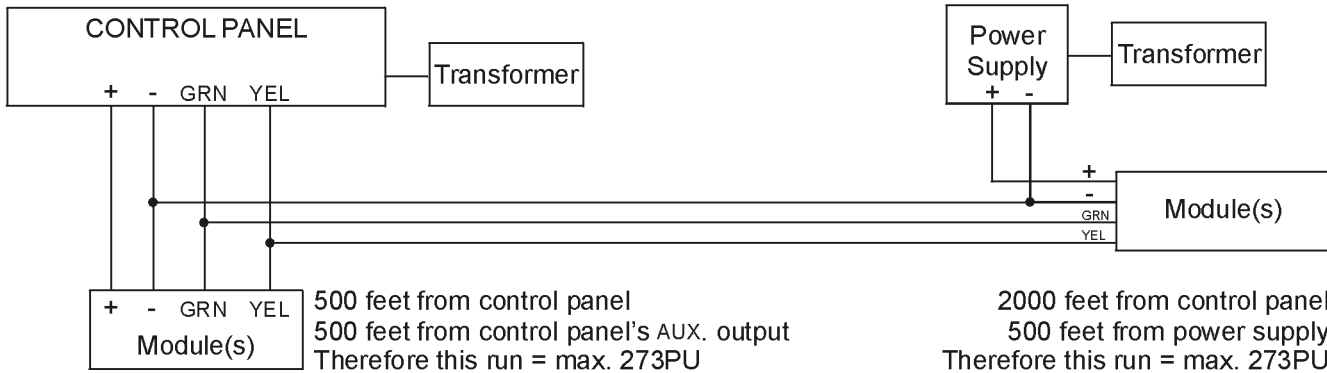 CONTROL PANEL
+ - GRN YEL
Transformer
Power
Supply
+ -
Transformer
+
-
GRN
YEL
Module(s)
+ - GRN YEL
Module(s)
500 feet from control panel
500 feet from control panel's AUX. output
Therefore this run = max. 273PU
2000 feet from control panel
500 feet from power supply
Therefore this run = max. 273PU